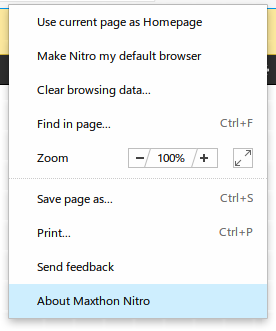 Use current page as Homepage
Make Nitro my default browser
Clear browsing data...
Find in page... Ctrl+F
Zoom − 100% +
Save page as... Ctrl+S
Print... Ctrl+P
Send feedback
About Maxthon Nitro